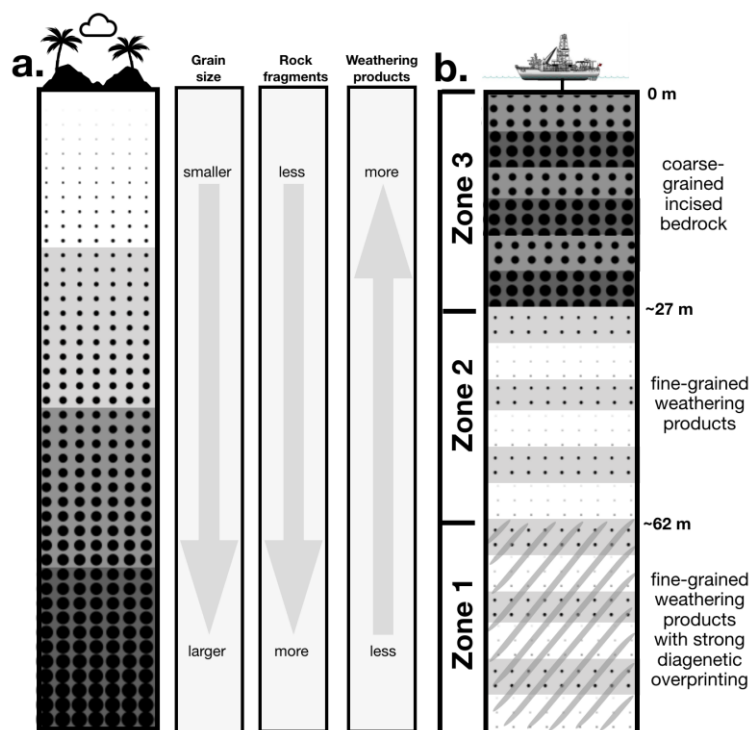 a.
Grain
size
Rock
fragments
Weathering
products
smaller
less
more
larger
more
less
b.
0 m
Zone 3
coarse-
grained
incised
bedrock
~27 m
Zone 2
fine-grained
weathering
products
~62 m
Zone 1
fine-grained
weathering
products
with strong
diagenetic
overprinting